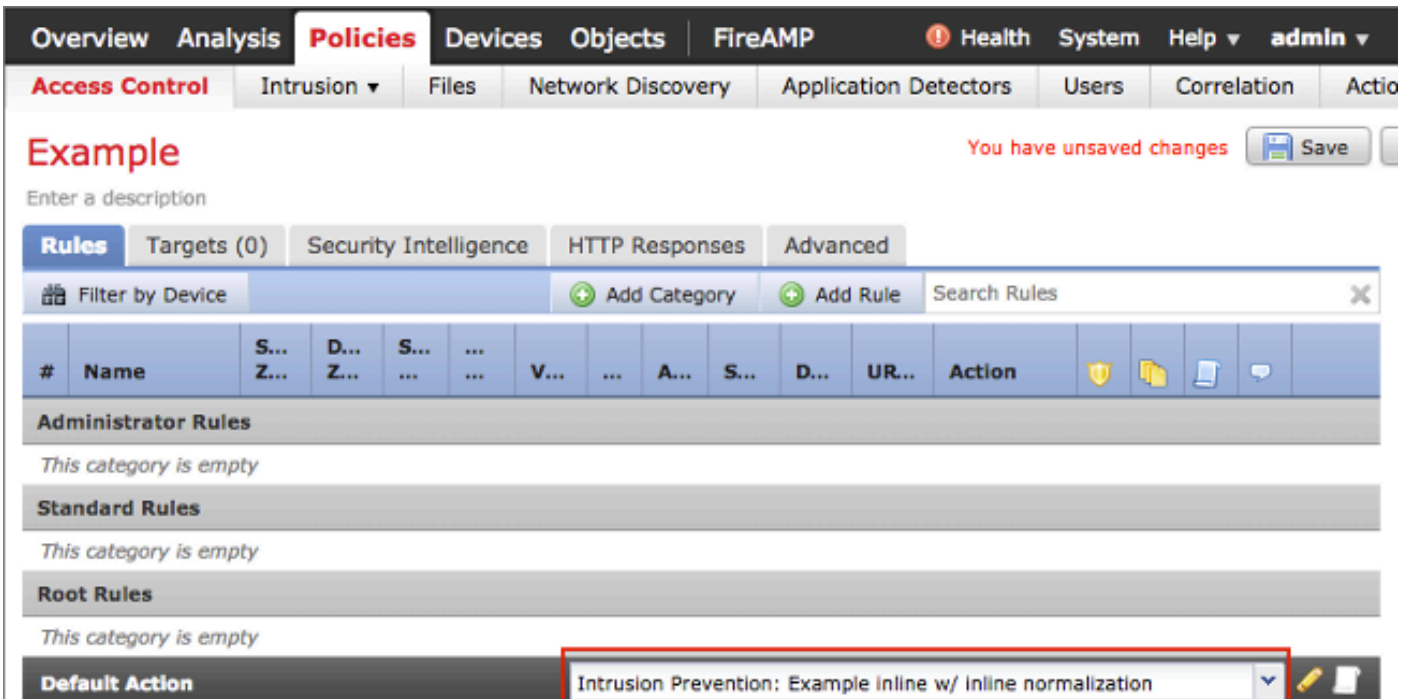 Overview Analysis Policies Devices Objects FireAMP Health System Help admin
Access Control Intrusion Files Network Discovery Application Detectors Users Correlation Actio
Example
You have unsaved changes Save
Enter a description
Rules Targets (0) Security Intelligence HTTP Responses Advanced
Filter by Device Add Category Add Rule Search Rules
# Name S... Z... D... Z... S... ... ... ... V... ... A... S... D... UR... Action
Administrator Rules
This category is empty
Standard Rules
This category is empty
Root Rules
This category is empty
Default Action Intrusion Prevention: Example inline w/ inline normalization